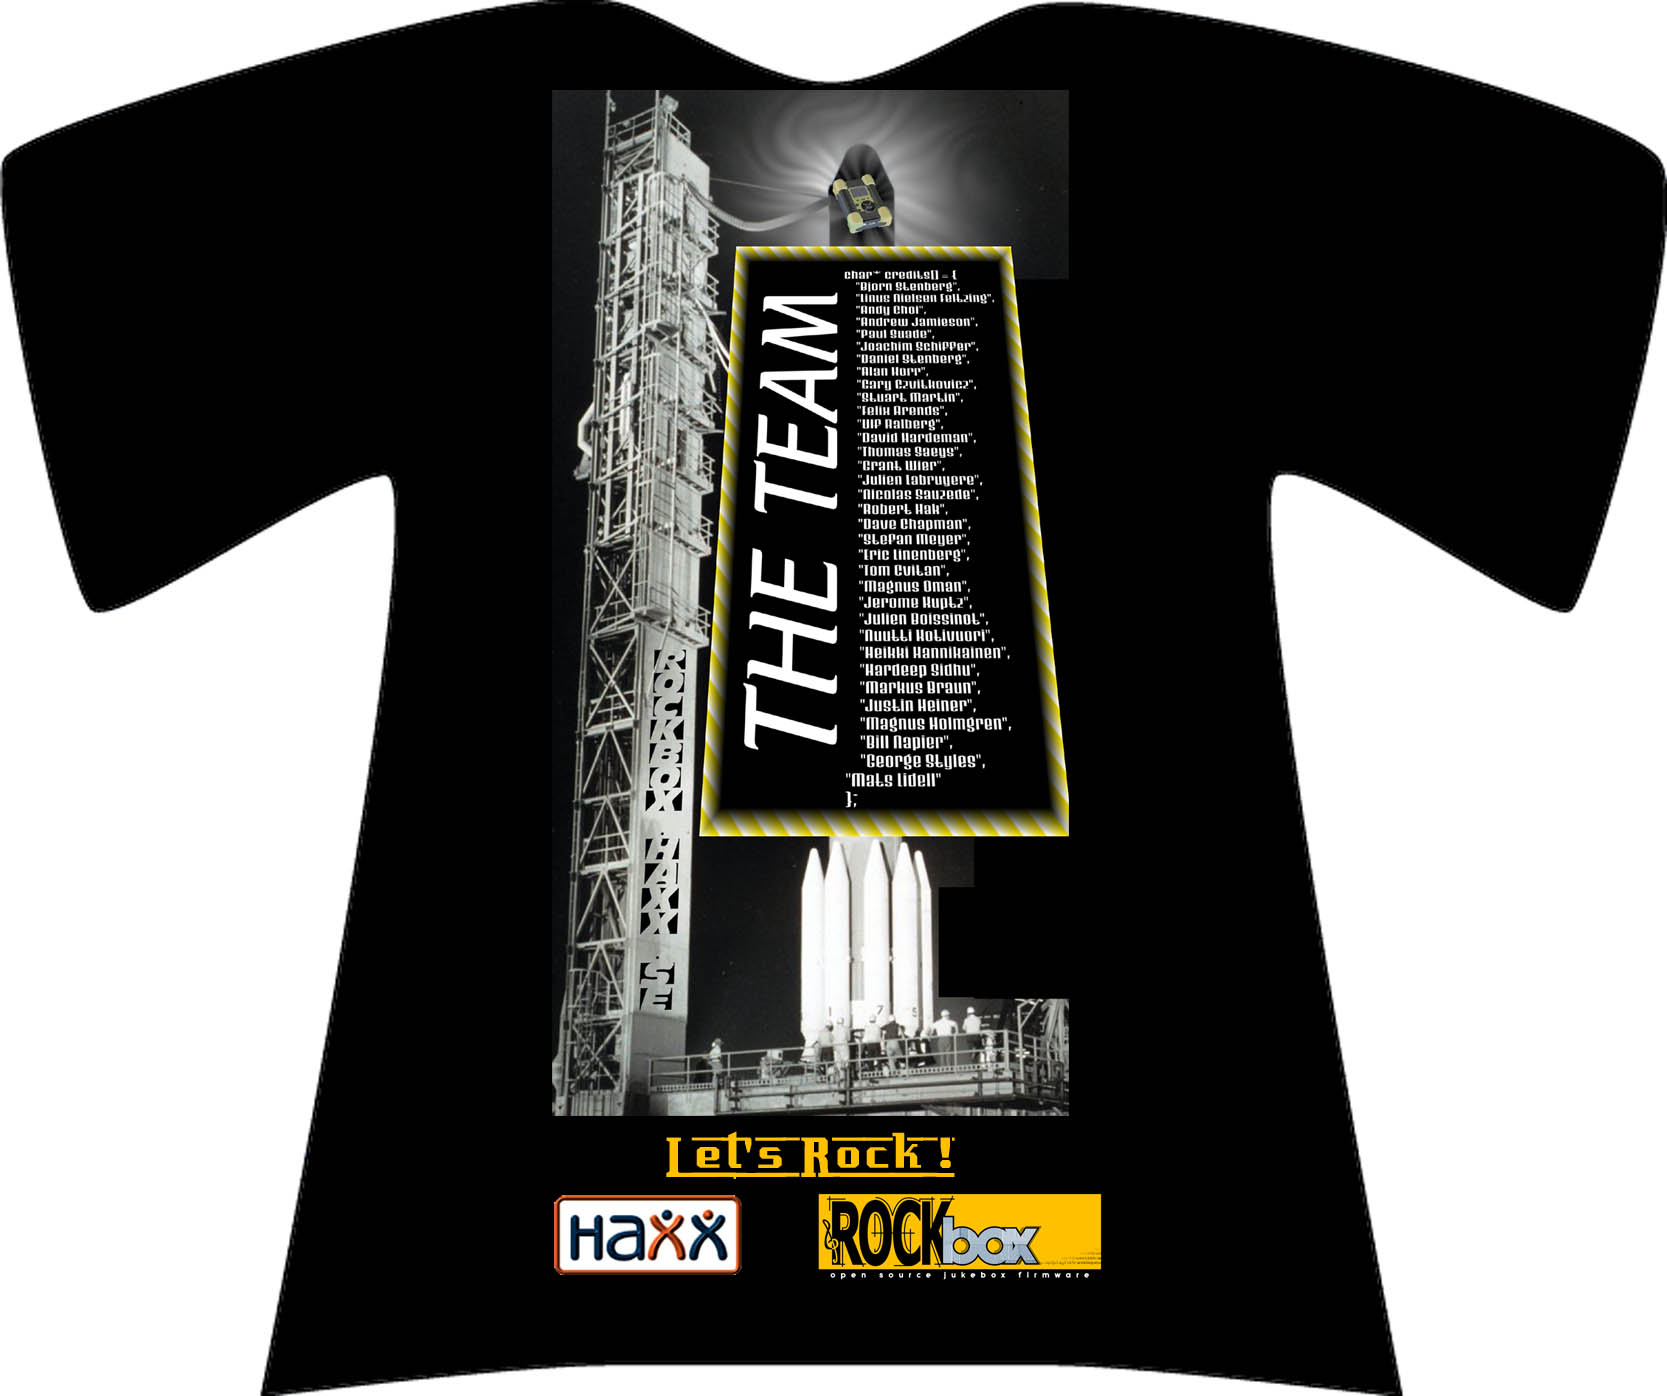 THE TEAM
char* credits[] = {
"Bjorn Stenberg",
"Linus Nielsen Feltzing",
"Andy Choi",
"Andrew Jamieson",
"Paul Suade",
"Joachim Schiffer",
"Daniel Stenberg",
"Alan Korr",
"Gary Czvitkovicz",
"Stuart Martin",
"Felix Arends",
"Ulf Ralberg",
"David Hardeman",
"Thomas Saeys",
"Grant Wier",
"Julien Labruyere",
"Nicolas Sauzede",
"Robert Hak",
"Dave Chapman",
"Stefan Meyer",
"Eric Linenberg",
"Tom Cvitan",
"Magnus Oman",
"Jerome Kuptz",
"Julien Boissinot",
"Nuutti Kotivuori",
"Heikki Hannikainen",
"Hardeep Sidhu",
"Markus Braun",
"Justin Heiner",
"Magnus Holmgren",
"Bill Napier",
"George Styles",
"Mats Lidell"
};
ROCKBOX.HAXX.SE
7 5
Let's Rock!
HaXX
ROCKbox
open source jukebox firmware